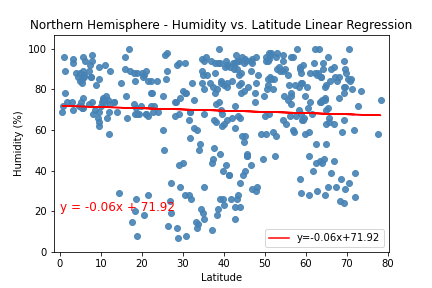 Northern Hemisphere - Humidity vs. Latitude Linear Regression
100
80
60
40
20
0
Humidity (%)
y = -0.06x + 71.92
y=-0.06x+71.92
0 10 20 30 40 50 60 70 80
Latitude